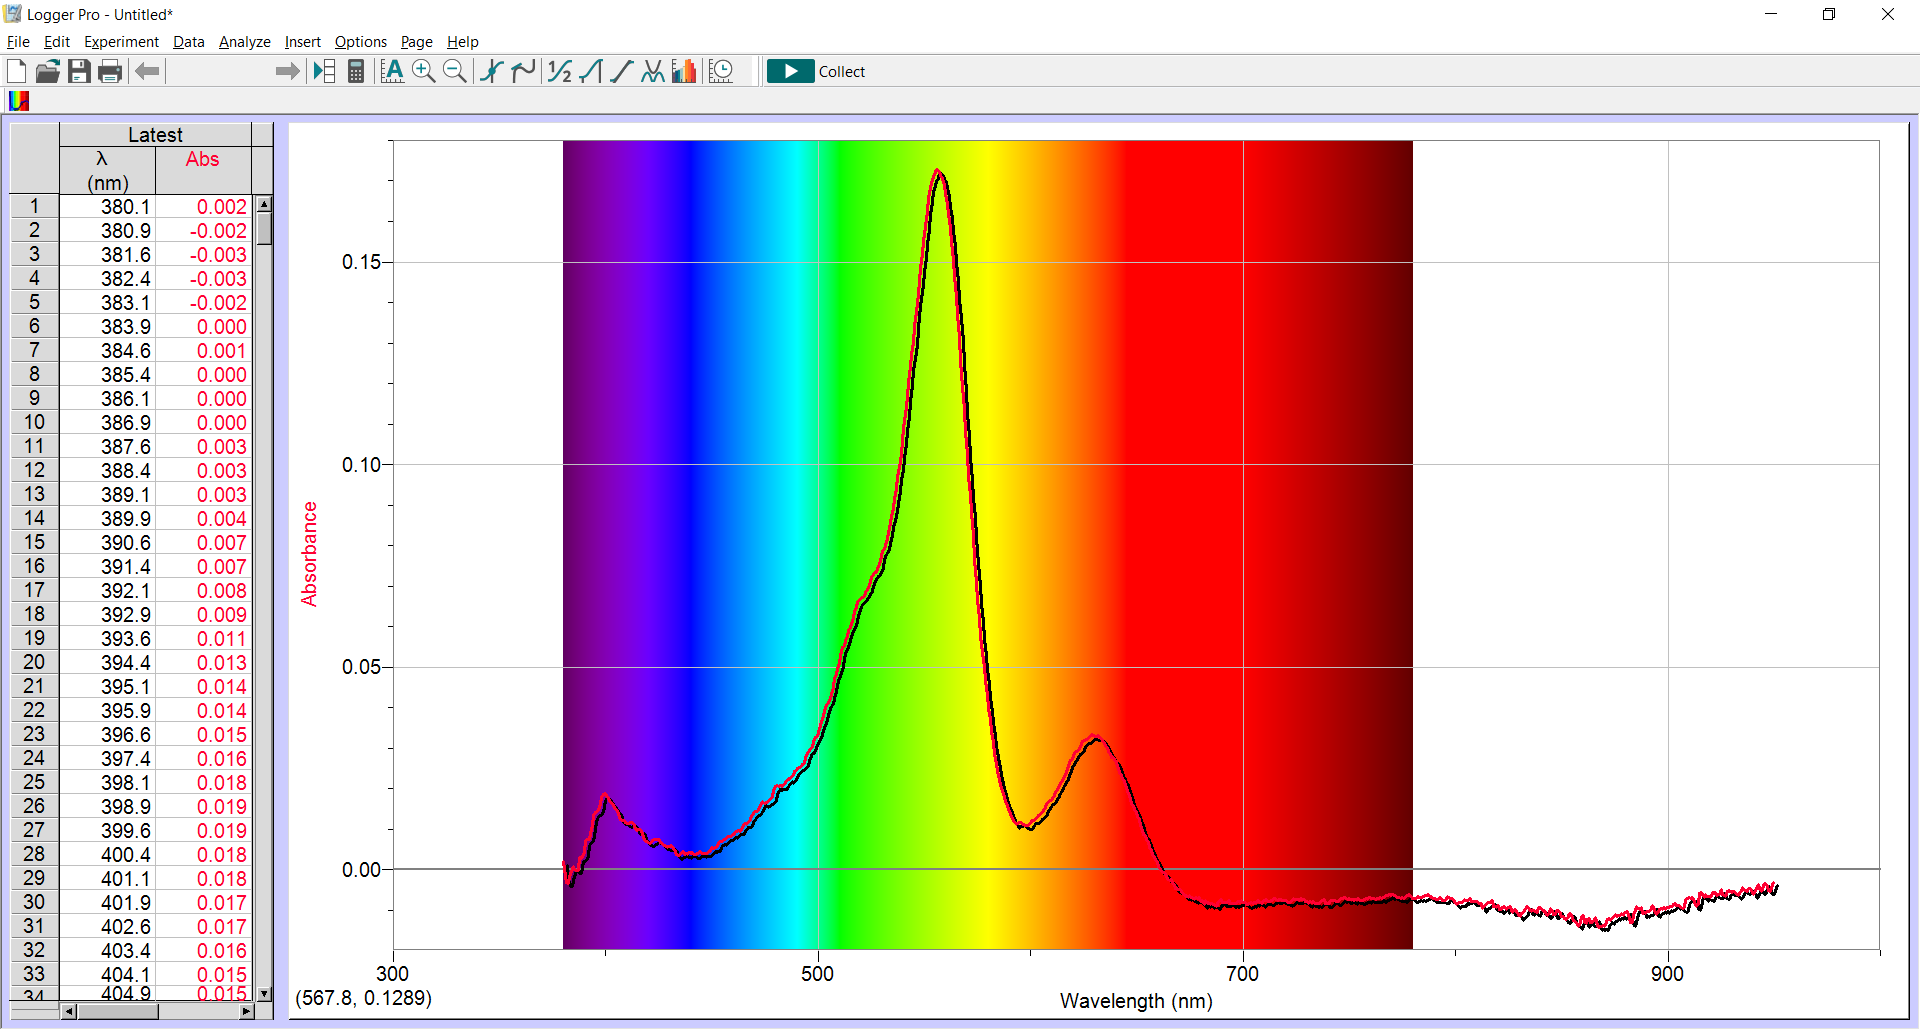 Logger Pro - Untitled*
File Edit Experiment Data Analyze Insert Options Page Help
Collect
Latest
λ Abs
(nm)
1 380.1 0.002
2 380.9 -0.002
3 381.6 -0.003
4 382.4 -0.003
5 383.1 -0.002
6 383.9 0.000
7 384.6 0.001
8 385.4 0.000
9 386.1 0.000
10 386.9 0.000
11 387.6 0.003
12 388.4 0.003
13 389.1 0.003
14 389.9 0.004
15 390.6 0.007
16 391.4 0.007
17 392.1 0.008
18 392.9 0.009
19 393.6 0.011
20 394.4 0.013
21 395.1 0.014
22 395.9 0.014
23 396.6 0.015
24 397.4 0.016
25 398.1 0.018
26 398.9 0.019
27 399.6 0.019
28 400.4 0.018
29 401.1 0.018
30 401.9 0.017
31 402.6 0.017
32 403.4 0.016
33 404.1 0.015
34 404.9 0.015
0.15
0.10
0.05
0.00
Absorbance
300 500 700 900
(567.8, 0.1289)
Wavelength (nm)